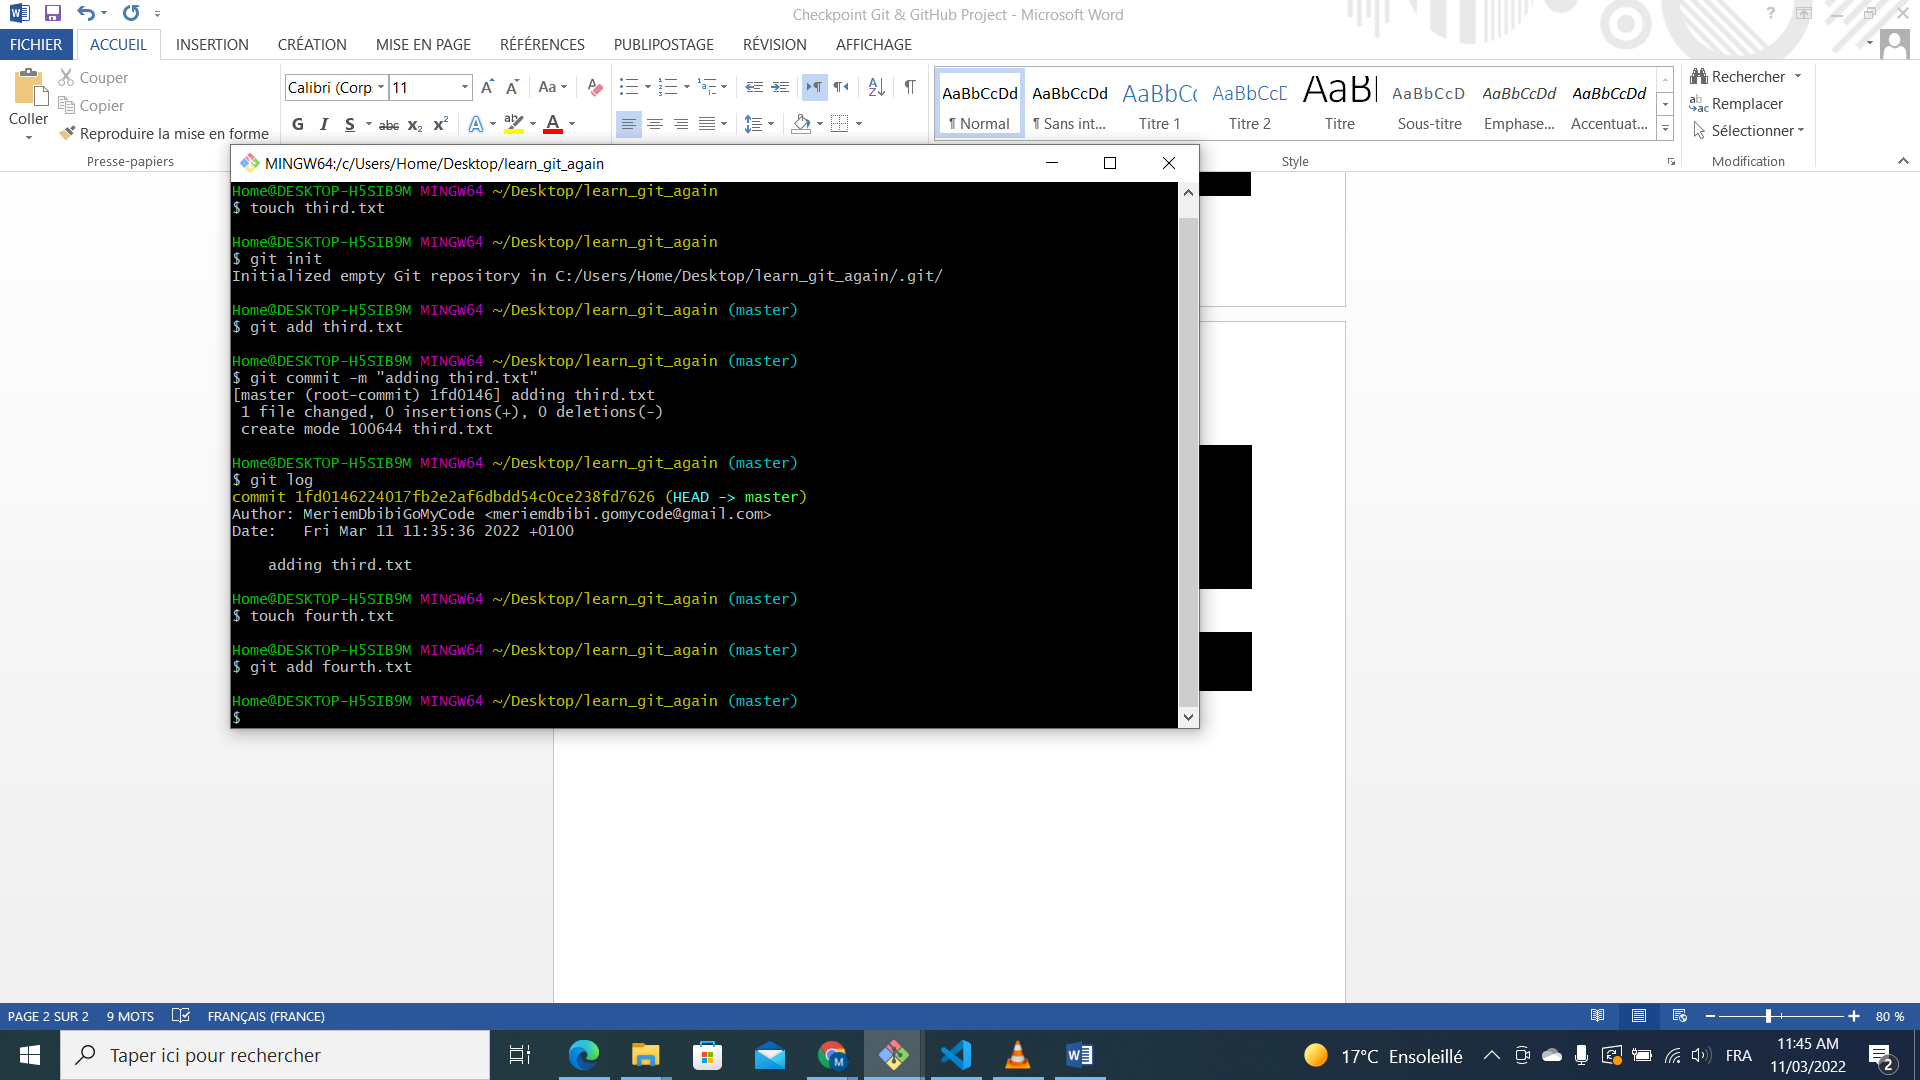 Checkpoint Git & GitHub Project - Microsoft Word
FICHIER ACCUEIL INSERTION CRÉATION MISE EN PAGE RÉFÉRENCES PUBLIPOSTAGE RÉVISION AFFICHAGE
Coller
Couper
Copier
Reproduire la mise en forme
Presse-papiers
Calibri (Corp 11
Aa
G I S abc x₂ x² A ab A
AaBbCcDd AaBbCcDd AaBbCc AaBbCcD AaBl AaBbCcD AaBbCcDd AaBbCcDd
¶ Normal ¶ Sans int... Titre 1 Titre 2 Titre Sous-titre Emphase... Accentuat...
Style
Rechercher
Remplacer
Sélectionner
Modification
MINGW64:/c/Users/Home/Desktop/learn_git_again
Home@DESKTOP-H5SIB9M MINGW64 ~/Desktop/learn_git_again
$ touch third.txt
Home@DESKTOP-H5SIB9M MINGW64 ~/Desktop/learn_git_again
$ git init
Initialized empty Git repository in C:/Users/Home/Desktop/learn_git_again/.git/
Home@DESKTOP-H5SIB9M MINGW64 ~/Desktop/learn_git_again (master)
$ git add third.txt
Home@DESKTOP-H5SIB9M MINGW64 ~/Desktop/learn_git_again (master)
$ git commit -m "adding third.txt"
[master (root-commit) 1fd0146] adding third.txt
1 file changed, 0 insertions(+), 0 deletions(-)
create mode 100644 third.txt
Home@DESKTOP-H5SIB9M MINGW64 ~/Desktop/learn_git_again (master)
$ git log
commit 1fd0146224017fb2e2af6dbdd54c0ce238fd7626 (HEAD -> master)
Author: MeriemDbibiGoMyCode <meriemdbibi.gomycode@gmail.com>
Date:   Fri Mar 11 11:35:36 2022 +0100
adding third.txt
Home@DESKTOP-H5SIB9M MINGW64 ~/Desktop/learn_git_again (master)
$ touch fourth.txt
Home@DESKTOP-H5SIB9M MINGW64 ~/Desktop/learn_git_again (master)
$ git add fourth.txt
Home@DESKTOP-H5SIB9M MINGW64 ~/Desktop/learn_git_again (master)
$
PAGE 2 SUR 2 9 MOTS FRANÇAIS (FRANCE) 80 %
Taper ici pour rechercher
17°C Ensoleillé
FRA
11:45 AM
11/03/2022
2